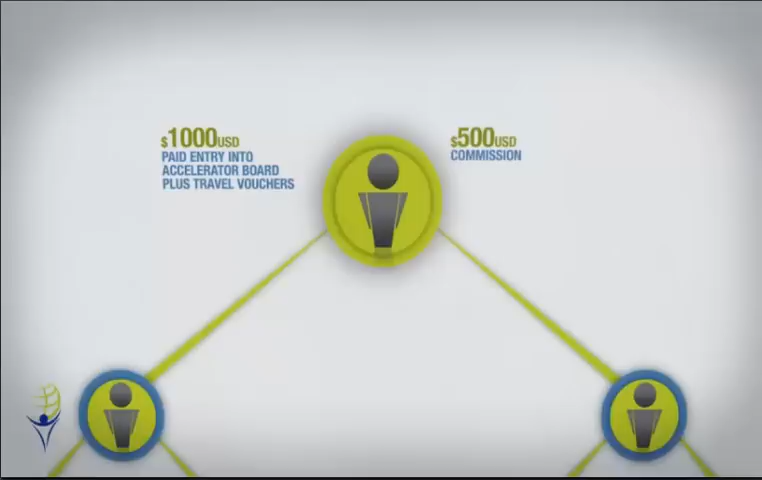 $1000USD
PAID ENTRY INTO
ACCELERATOR BOARD
PLUS TRAVEL VOUCHERS
$500USD
COMMISSION